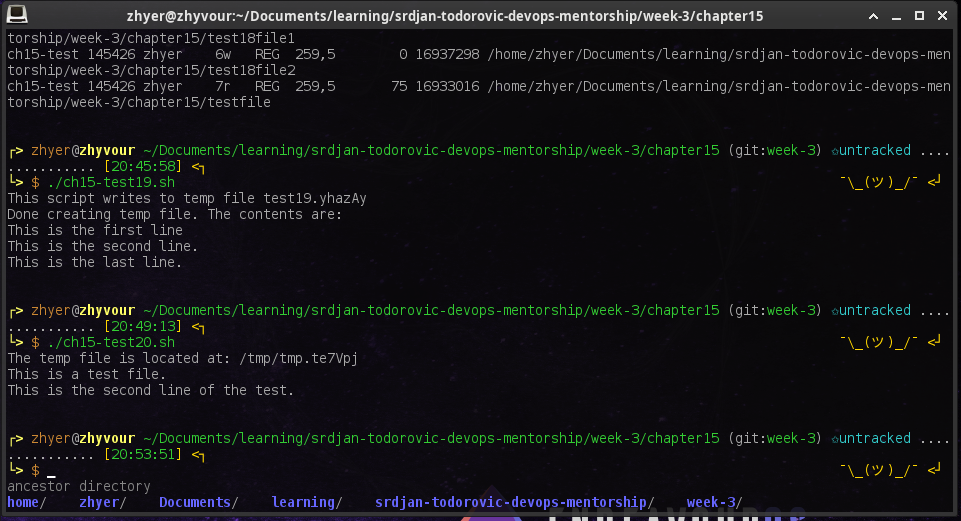 zhyer@zhyvour:~/Documents/learning/srdjan-todorovic-devops-mentorship/week-3/chapter15
torship/week-3/chapter15/test18file1
ch15-test 145426 zhyer    6w   REG  259,5        0 16937298 /home/zhyer/Documents/learning/srdjan-todorovic-devops-men
torship/week-3/chapter15/test18file2
ch15-test 145426 zhyer    7r   REG  259,5       75 16933016 /home/zhyer/Documents/learning/srdjan-todorovic-devops-men
torship/week-3/chapter15/testfile
┌> zhyer@zhyvour ~/Documents/learning/srdjan-todorovic-devops-mentorship/week-3/chapter15 (git:week-3) ✩untracked ....
........... [20:45:58] <┐
└> $ ./ch15-test19.sh ¯\_(ツ)_/¯ <┘
This script writes to temp file test19.yhazAy
Done creating temp file. The contents are:
This is the first line
This is the second line.
This is the last line.
┌> zhyer@zhyvour ~/Documents/learning/srdjan-todorovic-devops-mentorship/week-3/chapter15 (git:week-3) ✩untracked ....
........... [20:49:13] <┐
└> $ ./ch15-test20.sh ¯\_(ツ)_/¯ <┘
The temp file is located at: /tmp/tmp.te7Vpj
This is a test file.
This is the second line of the test.
┌> zhyer@zhyvour ~/Documents/learning/srdjan-todorovic-devops-mentorship/week-3/chapter15 (git:week-3) ✩untracked ....
........... [20:53:51] <┐
└> $ _ ¯\_(ツ)_/¯ <┘
ancestor directory
home/    zhyer/    Documents/    learning/    srdjan-todorovic-devops-mentorship/    week-3/